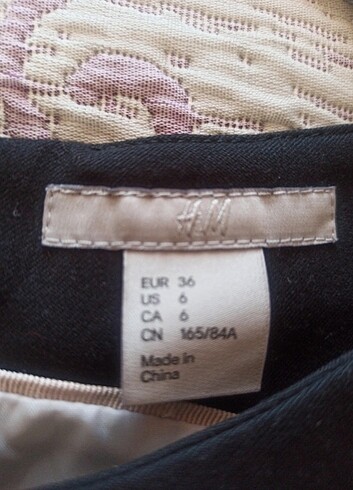 H&M
EUR 36
US 6
CA 6
CN 165/84A
Made in
China